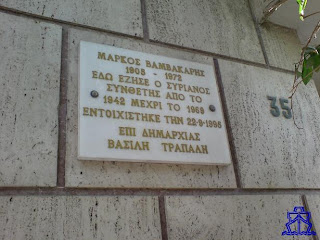 ΜΑΡΚΟΣ ΒΑΜΒΑΚΑΡΗΣ
1905 - 1972
ΕΔΩ ΕΖΗΣΕ Ο ΣΥΡΙΑΝΟΣ
ΣΥΝΘΕΤΗΣ ΑΠΟ ΤΟ
1942 ΜΕΧΡΙ ΤΟ 1969
ΕΝΤΟΙΧΙΣΤΗΚΕ ΤΗΝ 22-9-1996
ΕΠΙ ΔΗΜΑΡΧΙΑΣ
ΒΑΣΙΛΗ ΤΡΑΠΑΛΗ
35